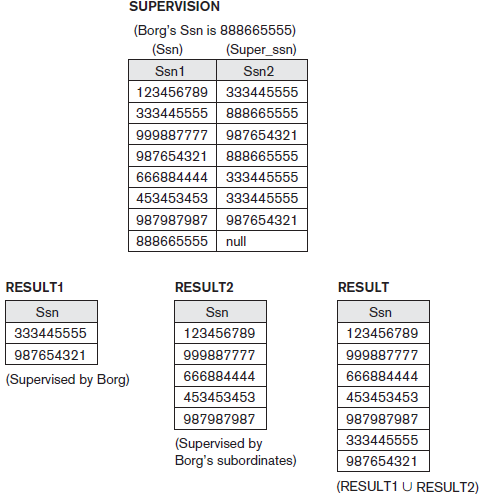 SUPERVISION
(Borg's Ssn is 888665555)
(Ssn) (Super_ssn)
Ssn1 Ssn2
123456789 333445555
333445555 888665555
999887777 987654321
987654321 888665555
666884444 333445555
453453453 333445555
987987987 987654321
888665555 null
RESULT1
Ssn
333445555
987654321
(Supervised by Borg)
RESULT2
Ssn
123456789
999887777
666884444
453453453
987987987
(Supervised by
Borg's subordinates)
RESULT
Ssn
123456789
999887777
666884444
453453453
987987987
333445555
987654321
(RESULT1 ∪ RESULT2)